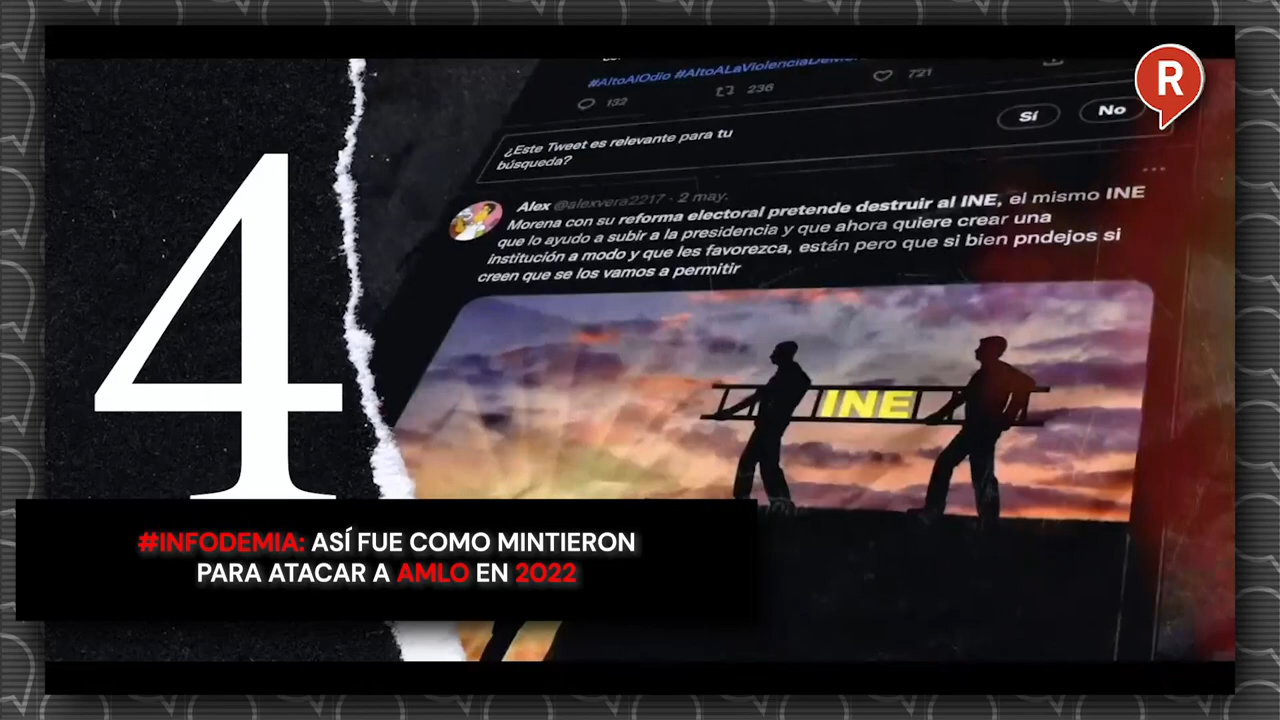 R
#AltoAlOdio
132
236
721
¿Este Tweet es relevante para tu
búsqueda?
Sí
No
Alex @alexvera2217 · 2 may.
Morena con su reforma electoral pretende destruir al INE, el mismo INE
que lo ayudo a subir a la presidencia y que ahora quiere crear una
institución a modo y que les favorezca, están pero que si bien pndejos si
creen que se los vamos a permitir
INE
4
#INFODEMIA: ASÍ FUE COMO MINTIERON
PARA ATACAR A AMLO EN 2022